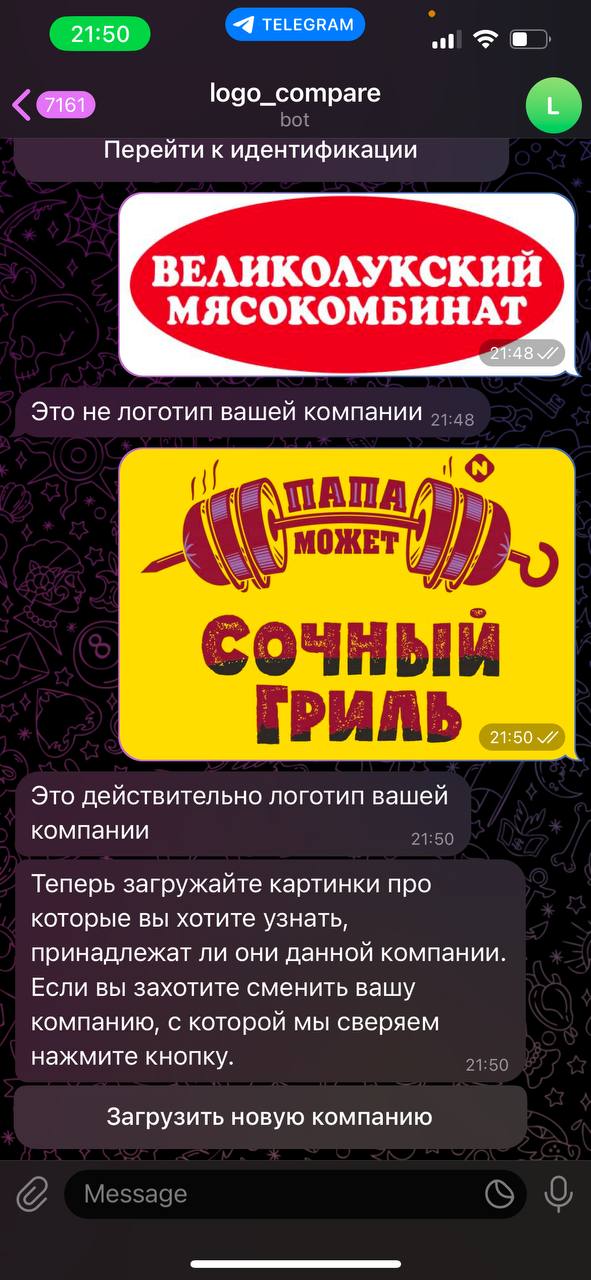 21:50
TELEGRAM
7161
logo_compare
bot
L
Перейти к идентификации
ВЕЛИКОЛУКСКИЙ
МЯСОКОМБИНАТ
21:48
Это не логотип вашей компании 21:48
N
ПАПА
МОЖЕТ
СОЧНЫЙ
ГРИЛЬ
21:50
Это действительно логотип вашей
компании
21:50
Теперь загружайте картинки про
которые вы хотите узнать,
принадлежат ли они данной компании.
Если вы захотите сменить вашу
компанию, с которой мы сверяем
нажмите кнопку.
21:50
Загрузить новую компанию
Message